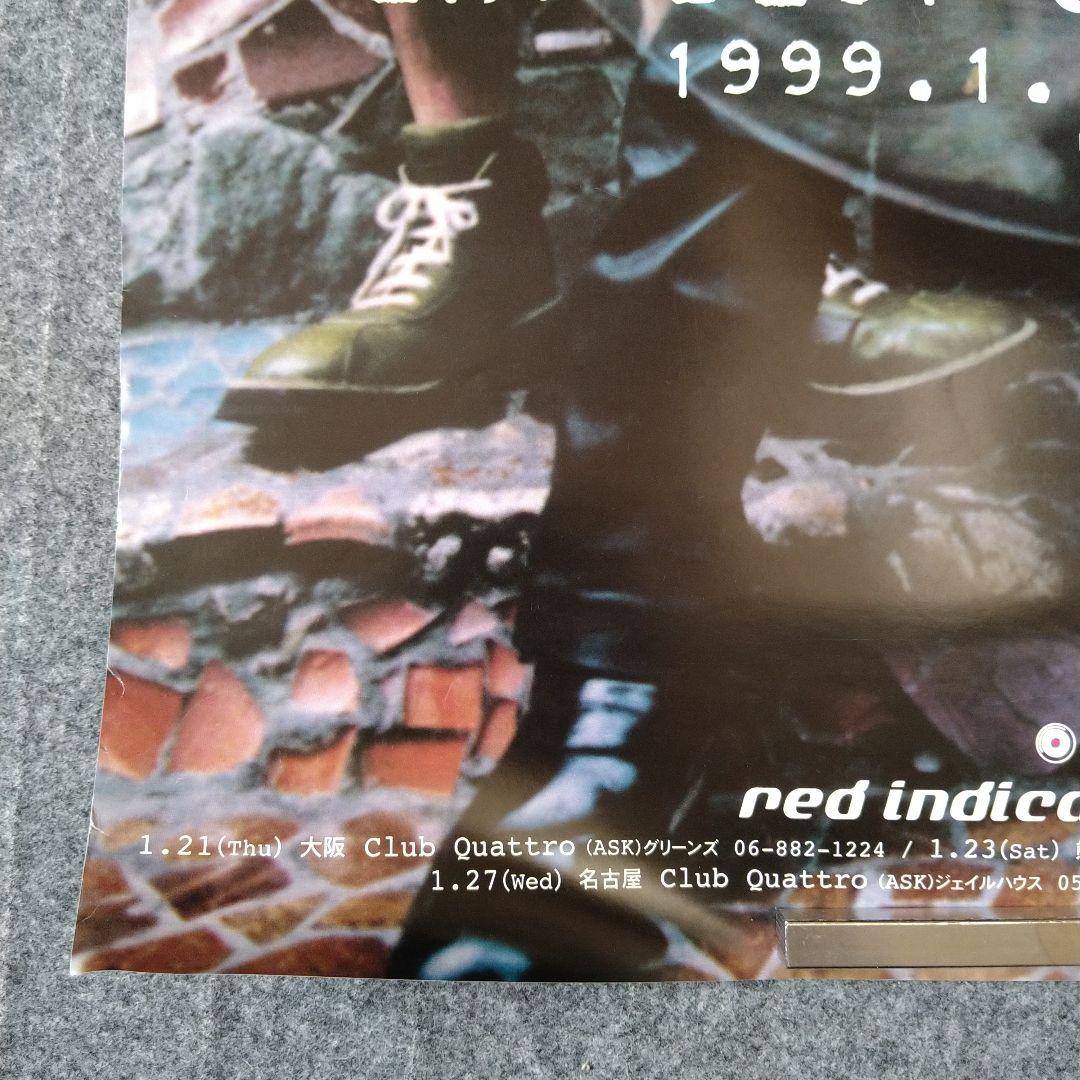 1999.1.
red indica
1.21(Thu) 大阪 Club Quattro (ASK)グリーンズ 06-882-1224 / 1.23(Sat)
1.27(Wed) 名古屋 Club Quattro (ASK)ジェイルハウス 05